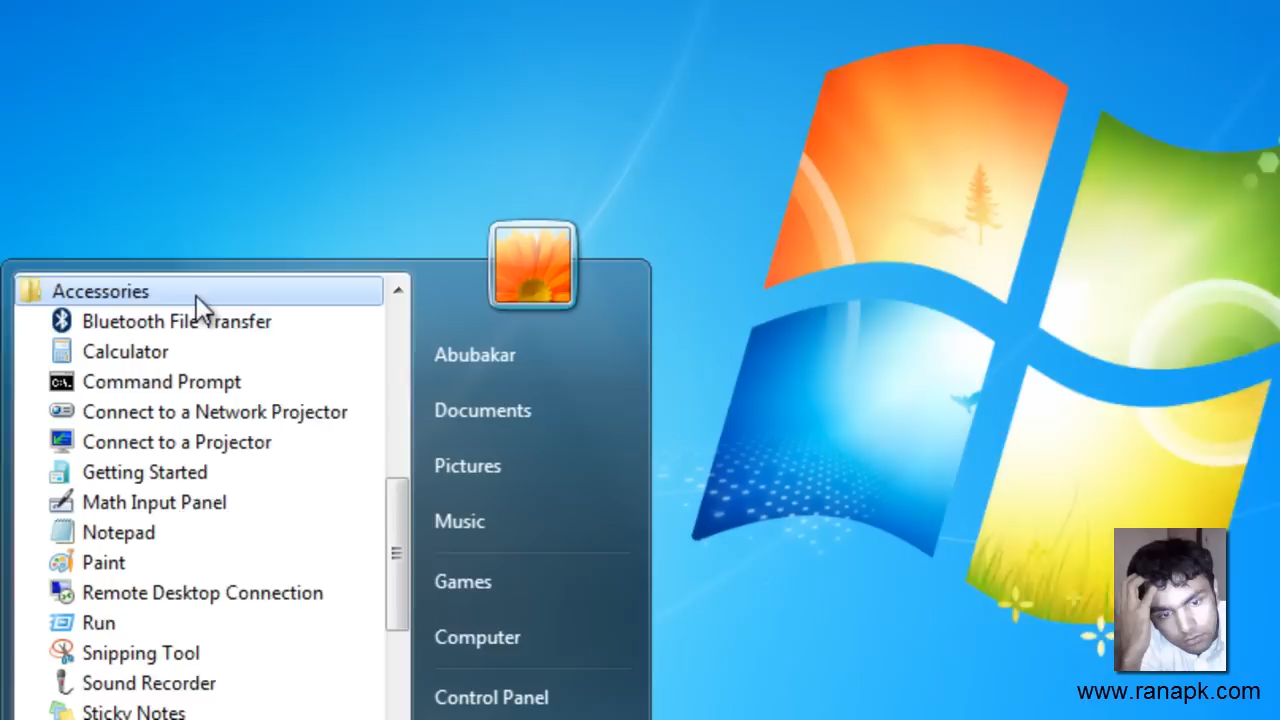 Accessories
Bluetooth File Transfer
Calculator
Command Prompt
Connect to a Network Projector
Connect to a Projector
Getting Started
Math Input Panel
Notepad
Paint
Remote Desktop Connection
Run
Snipping Tool
Sound Recorder
Sticky Notes
Abubakar
Documents
Pictures
Music
Games
Computer
Control Panel
www.ranapk.com